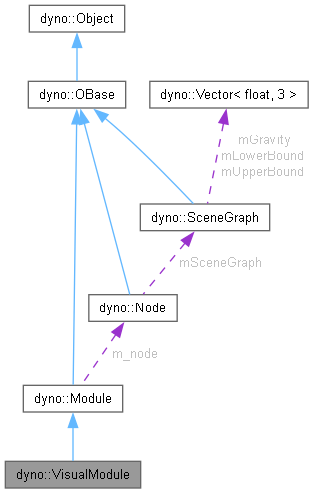 dyno::Object
dyno::OBase
dyno::Vector< float, 3 >
mGravity
mLowerBound
mUpperBound
dyno::SceneGraph
mSceneGraph
dyno::Node
m_node
dyno::Module
dyno::VisualModule